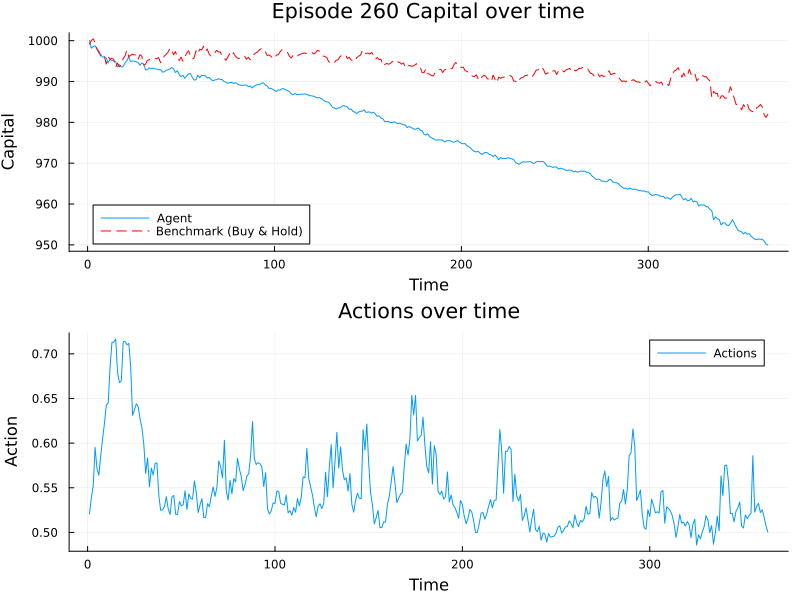 Episode 260 Capital over time
1000
990
980
970
960
950
Capital
Agent
Benchmark (Buy & Hold)
0
100
200
300
Time
Actions over time
0.70
0.65
0.60
0.55
0.50
Action
Actions
0
100
200
300
Time